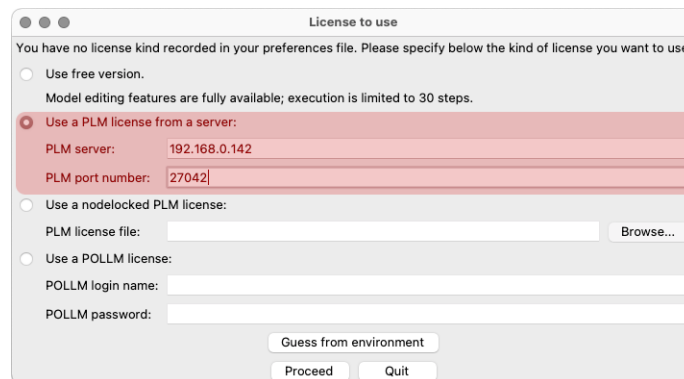 License to use
You have no license kind recorded in your preferences file. Please specify below the kind of license you want to use
Use free version.
Model editing features are fully available; execution is limited to 30 steps.
Use a PLM license from a server:
PLM server: 192.168.0.142
PLM port number: 27042
Use a nodelocked PLM license:
PLM license file: Browse...
Use a POLLM license:
POLLM login name:
POLLM password:
Guess from environment
Proceed Quit